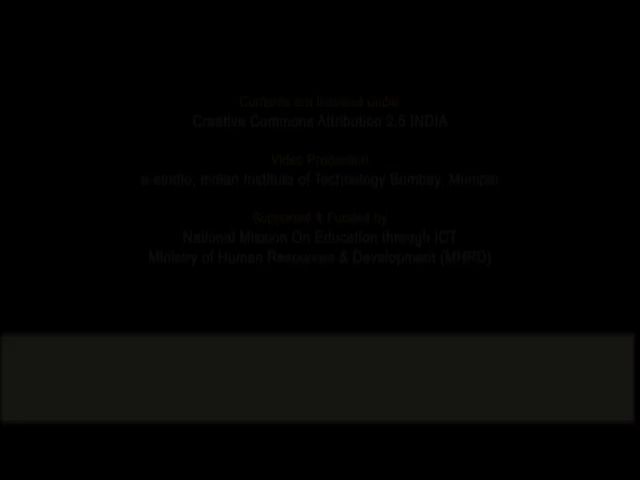 Contents are licensed under
Creative Commons Attribution 2.5 INDIA
Video Production
e-studio, Indian Institute of Technology Bombay, Mumbai
Supported & Funded by
National Mission On Education through ICT
Ministry of Human Resources & Development (MHRD)